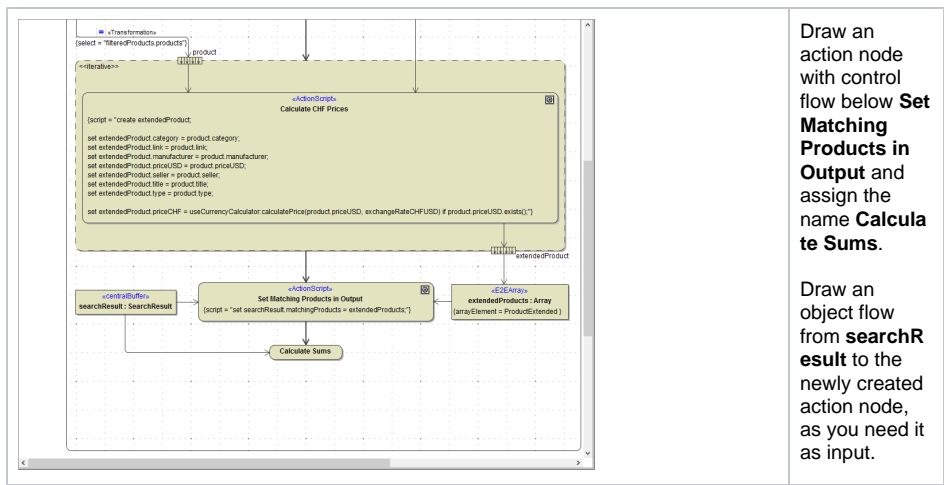 «Transformation»
{select = "filteredProducts.products"}
product
<<iterative>>
«ActionScript»
Calculate CHF Prices
{script = "create extendedProduct;
set extendedProduct.category = product.category;
set extendedProduct.link = product.link;
set extendedProduct.manufacturer = product.manufacturer;
set extendedProduct.priceUSD = product.priceUSD;
set extendedProduct.seller = product.seller;
set extendedProduct.title = product.title;
set extendedProduct.type = product.type;
set extendedProduct.priceCHF = useCurrencyCalculator:calculatePrice(product.priceUSD, exchangeRateCHFUSD) if product.priceUSD.exists();"}
extendedProduct
«centralBuffer»
searchResult : SearchResult
«ActionScript»
Set Matching Products in Output
{script = "set searchResult.matchingProducts = extendedProducts;"}
«E2EArray»
extendedProducts : Array
{arrayElement = ProductExtended }
Calculate Sums
Draw an
action node
with control
flow below Set
Matching
Products in
Output and
assign the
name Calcula
te Sums.
Draw an
object flow
from searchR
esult to the
newly created
action node,
as you need it
as input.